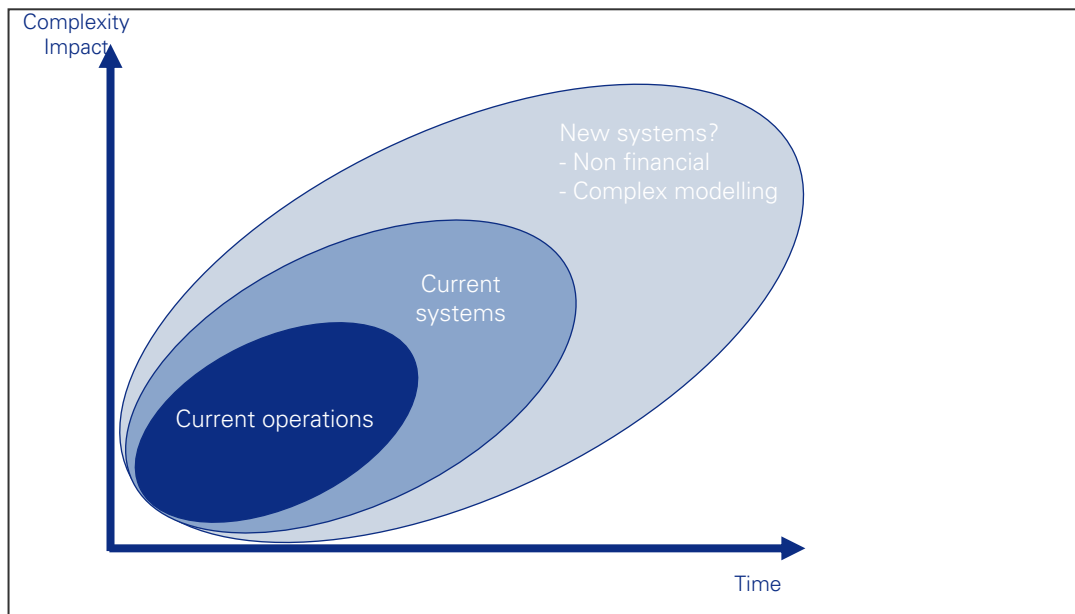 Complexity
Impact
New systems?
- Non financial
- Complex modelling
Current
systems
Current operations
Time